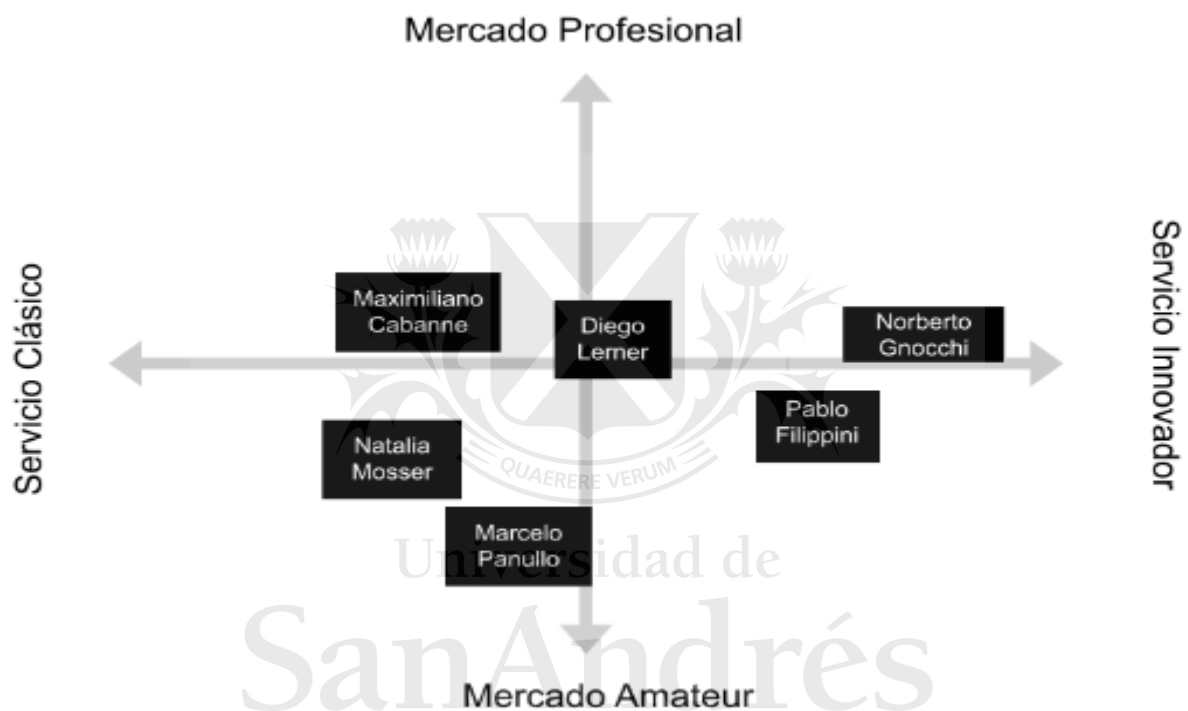 Mercado Profesional
Servicio Clásico
Servicio Innovador
Maximiliano
Cabanne
Diego
Lerner
Norberto
Gnocchi
Pablo
Filippini
Natalia
Mosser
QUAERERE VERUM
Marcelo
Panullo
Universidad de
SanAndrés
Mercado Amateur